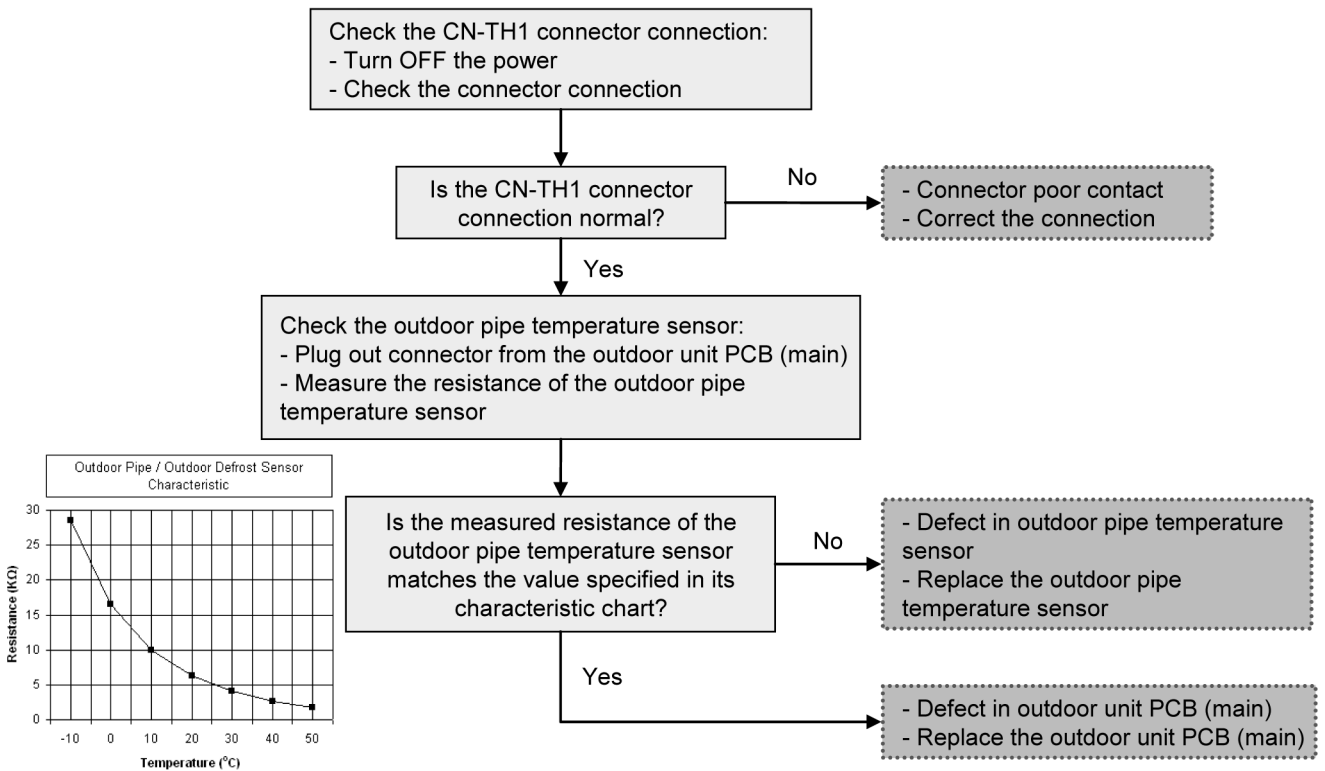 Check the CN-TH1 connector connection:
- Turn OFF the power
- Check the connector connection
Is the CN-TH1 connector
connection normal?
No
- Connector poor contact
- Correct the connection
Yes
Check the outdoor pipe temperature sensor:
- Plug out connector from the outdoor unit PCB (main)
- Measure the resistance of the outdoor pipe
temperature sensor
Outdoor Pipe / Outdoor Defrost Sensor
Characteristic
Resistance (KΩ)
30
25
20
15
10
5
0
-10 0 10 20 30 40 50
Temperature (°C)
Is the measured resistance of the
outdoor pipe temperature sensor
matches the value specified in its
characteristic chart?
No
- Defect in outdoor pipe temperature
sensor
- Replace the outdoor pipe
temperature sensor
Yes
- Defect in outdoor unit PCB (main)
- Replace the outdoor unit PCB (main)